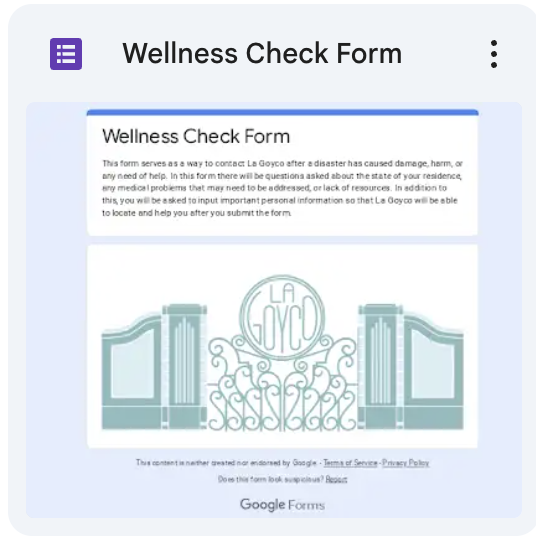 Wellness Check Form
Wellness Check Form
This form serves as a way to contact La Goyco after a disaster has caused damage, harm, or
any need of help. In this form there will be questions asked about the state of your residence,
any medical problems that may need to be addressed, or lack of resources. In addition to
this, you will be asked to input important personal information so that La Goyco will be able
to locate and help you after you submit the form.
LA
GOYCO
This content is neither created nor endorsed by Google. - Terms of Service - Privacy Policy
Does this form look suspicious? Report
Google Forms